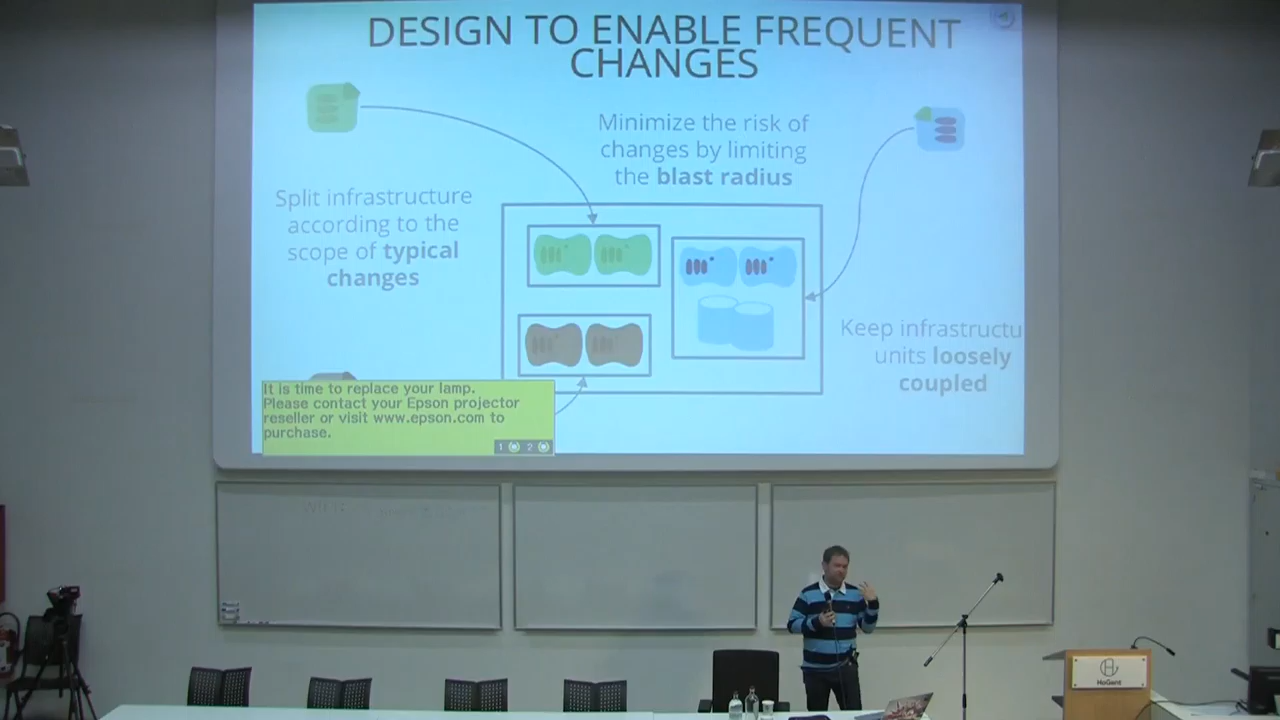 DESIGN TO ENABLE FREQUENT
CHANGES
Minimize the risk of
changes by limiting
the blast radius
Split infrastructure
according to the
scope of typical
changes
Keep infrastructu
units loosely
coupled
It is time to replace your lamp.
Please contact your Epson projector
reseller or visit www.epson.com to
purchase.
1 2
HoGent